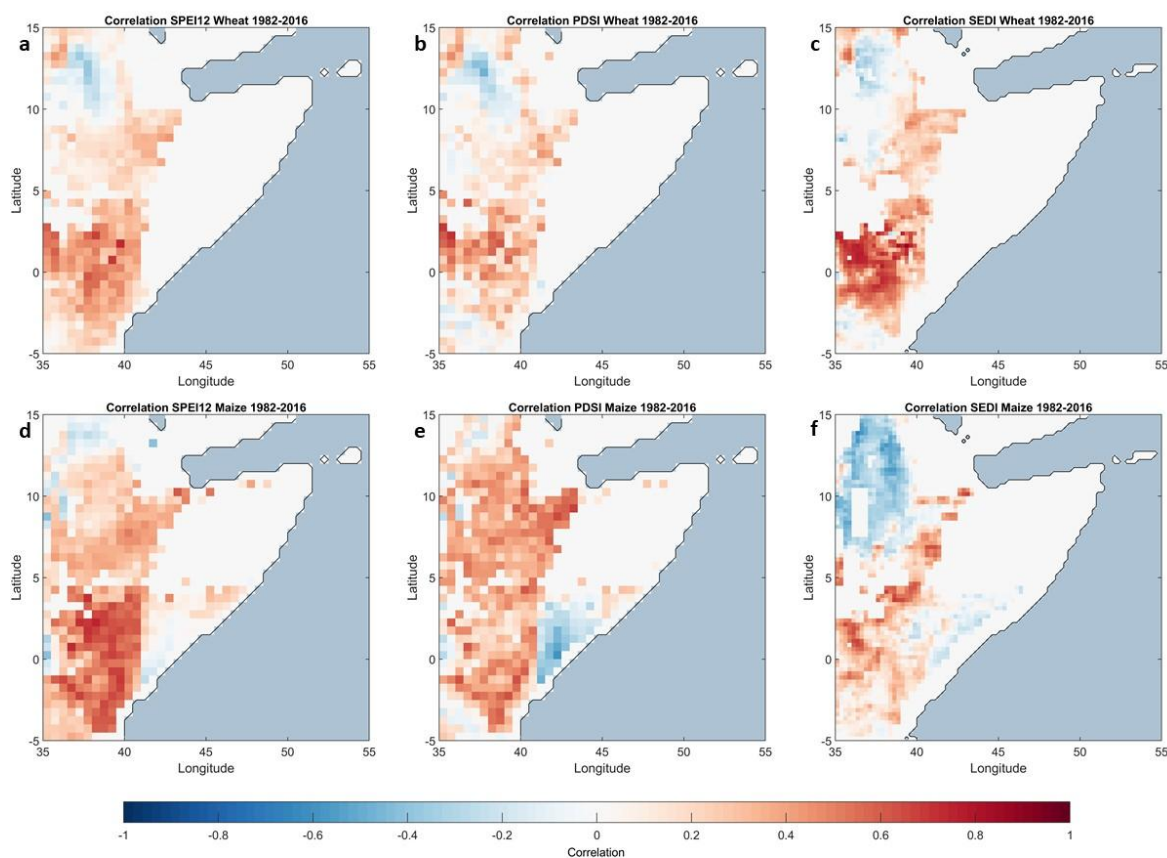 Correlation SPEI12 Wheat 1982-2016
a
15
10
5
0
-5
Latitude
35 40 45 50 55
Longitude
Correlation PDSI Wheat 1982-2016
b
15
10
5
0
-5
Latitude
35 40 45 50 55
Longitude
Correlation SEDI Wheat 1982-2016
c
15
10
5
0
-5
Latitude
35 40 45 50 55
Longitude
Correlation SPEI12 Maize 1982-2016
d
15
10
5
0
-5
Latitude
35 40 45 50 55
Longitude
Correlation PDSI Maize 1982-2016
e
15
10
5
0
-5
Latitude
35 40 45 50 55
Longitude
Correlation SEDI Maize 1982-2016
f
15
10
5
0
-5
Latitude
35 40 45 50 55
Longitude
-1 -0.8 -0.6 -0.4 -0.2 0 0.2 0.4 0.6 0.8 1
Correlation